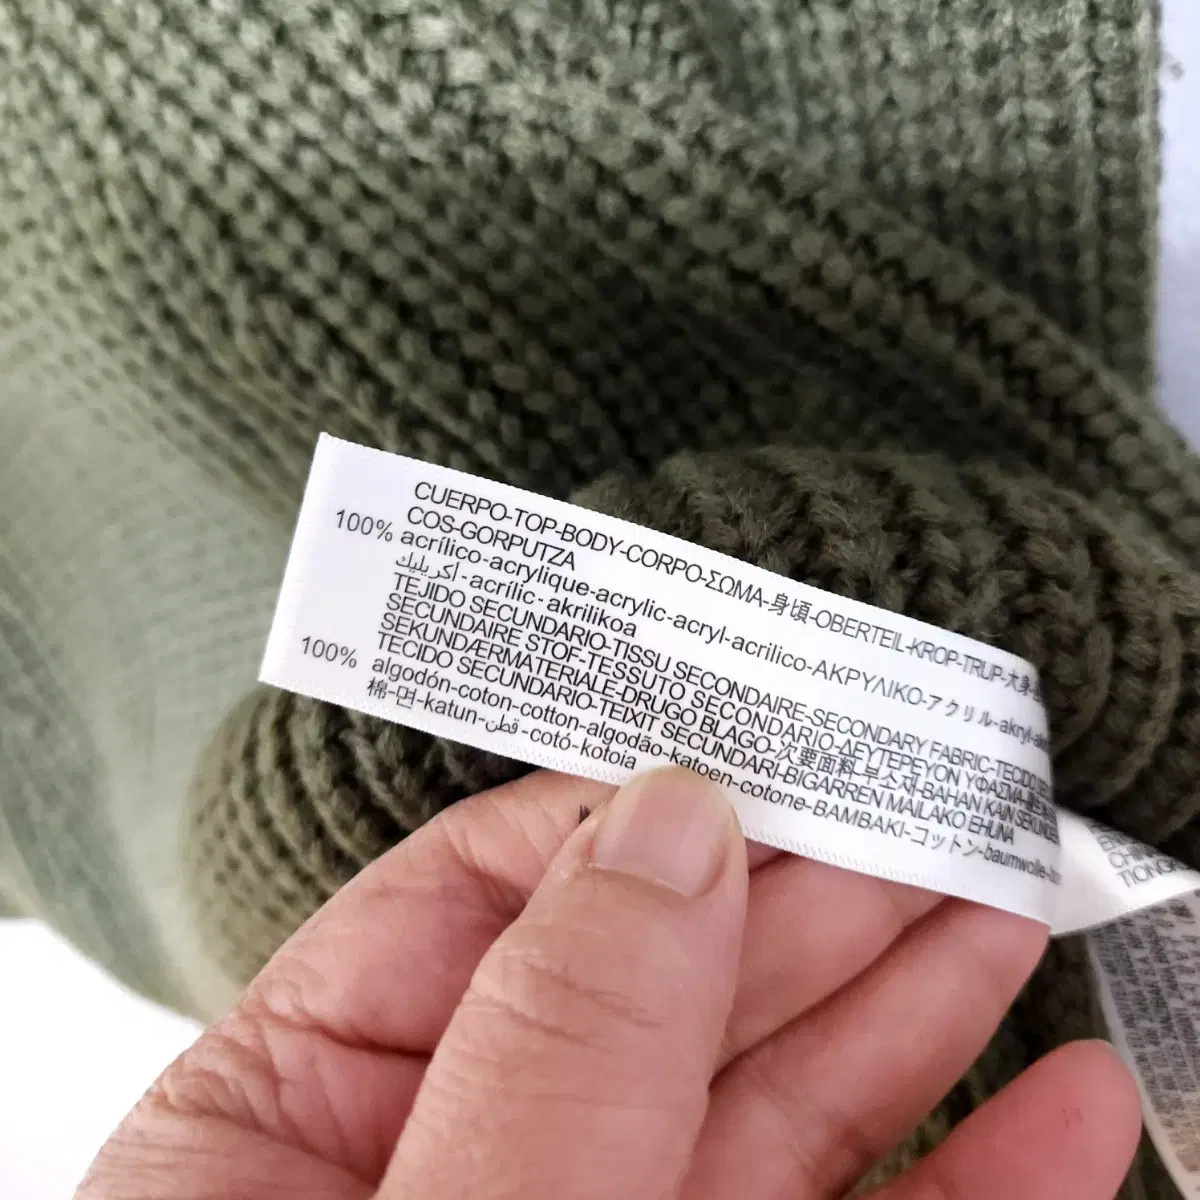 CUERPO-TOP-BODY-CORPO-ΣΩΜΑ-身頃-OBERTEIL-KROP-TRUP-大身-
COS-GORPUTZA
100% acrílico-acrylique-acrylic-acryl-acrilico-ΑΚΡΥΛΙΚΟ-アクリル-akryl-
اكريليك-acrílic-akrilikoa
TEJIDO SECUNDARIO-TISSU SECONDAIRE-SECONDARY FABRIC-TECIDO
SECUNDAIRE STOF-TESSUTO SECONDARIO-ΔΕΥΤΕΡΕΥΟΝ ΥΦΑΣΜΑ-
SEKUNDÆRMATERIALE-DRUGO BLAGO-次要面料-부소재-BAHAN KAIN SEKUNDER
TECIDO SECUNDÁRIO-TEIXIT SECUNDARI-BIGARREN MAILAKO EHUNA
100% algodón-coton-cotton-algodão-katoen-cotone-BAMBAKI-コットン-baumwolle-
棉-면-katun-قطن-cotó-kotoia